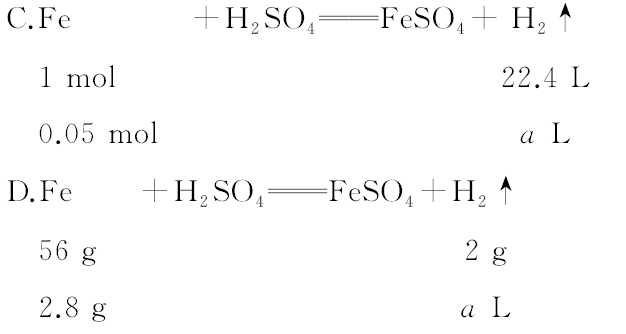 C.Fe +H₂SO₄══FeSO₄+ H₂↑
1 mol 22.4 L
0.05 mol a L
D.Fe +H₂SO₄══FeSO₄+H₂↑
56 g 2 g
2.8 g a L